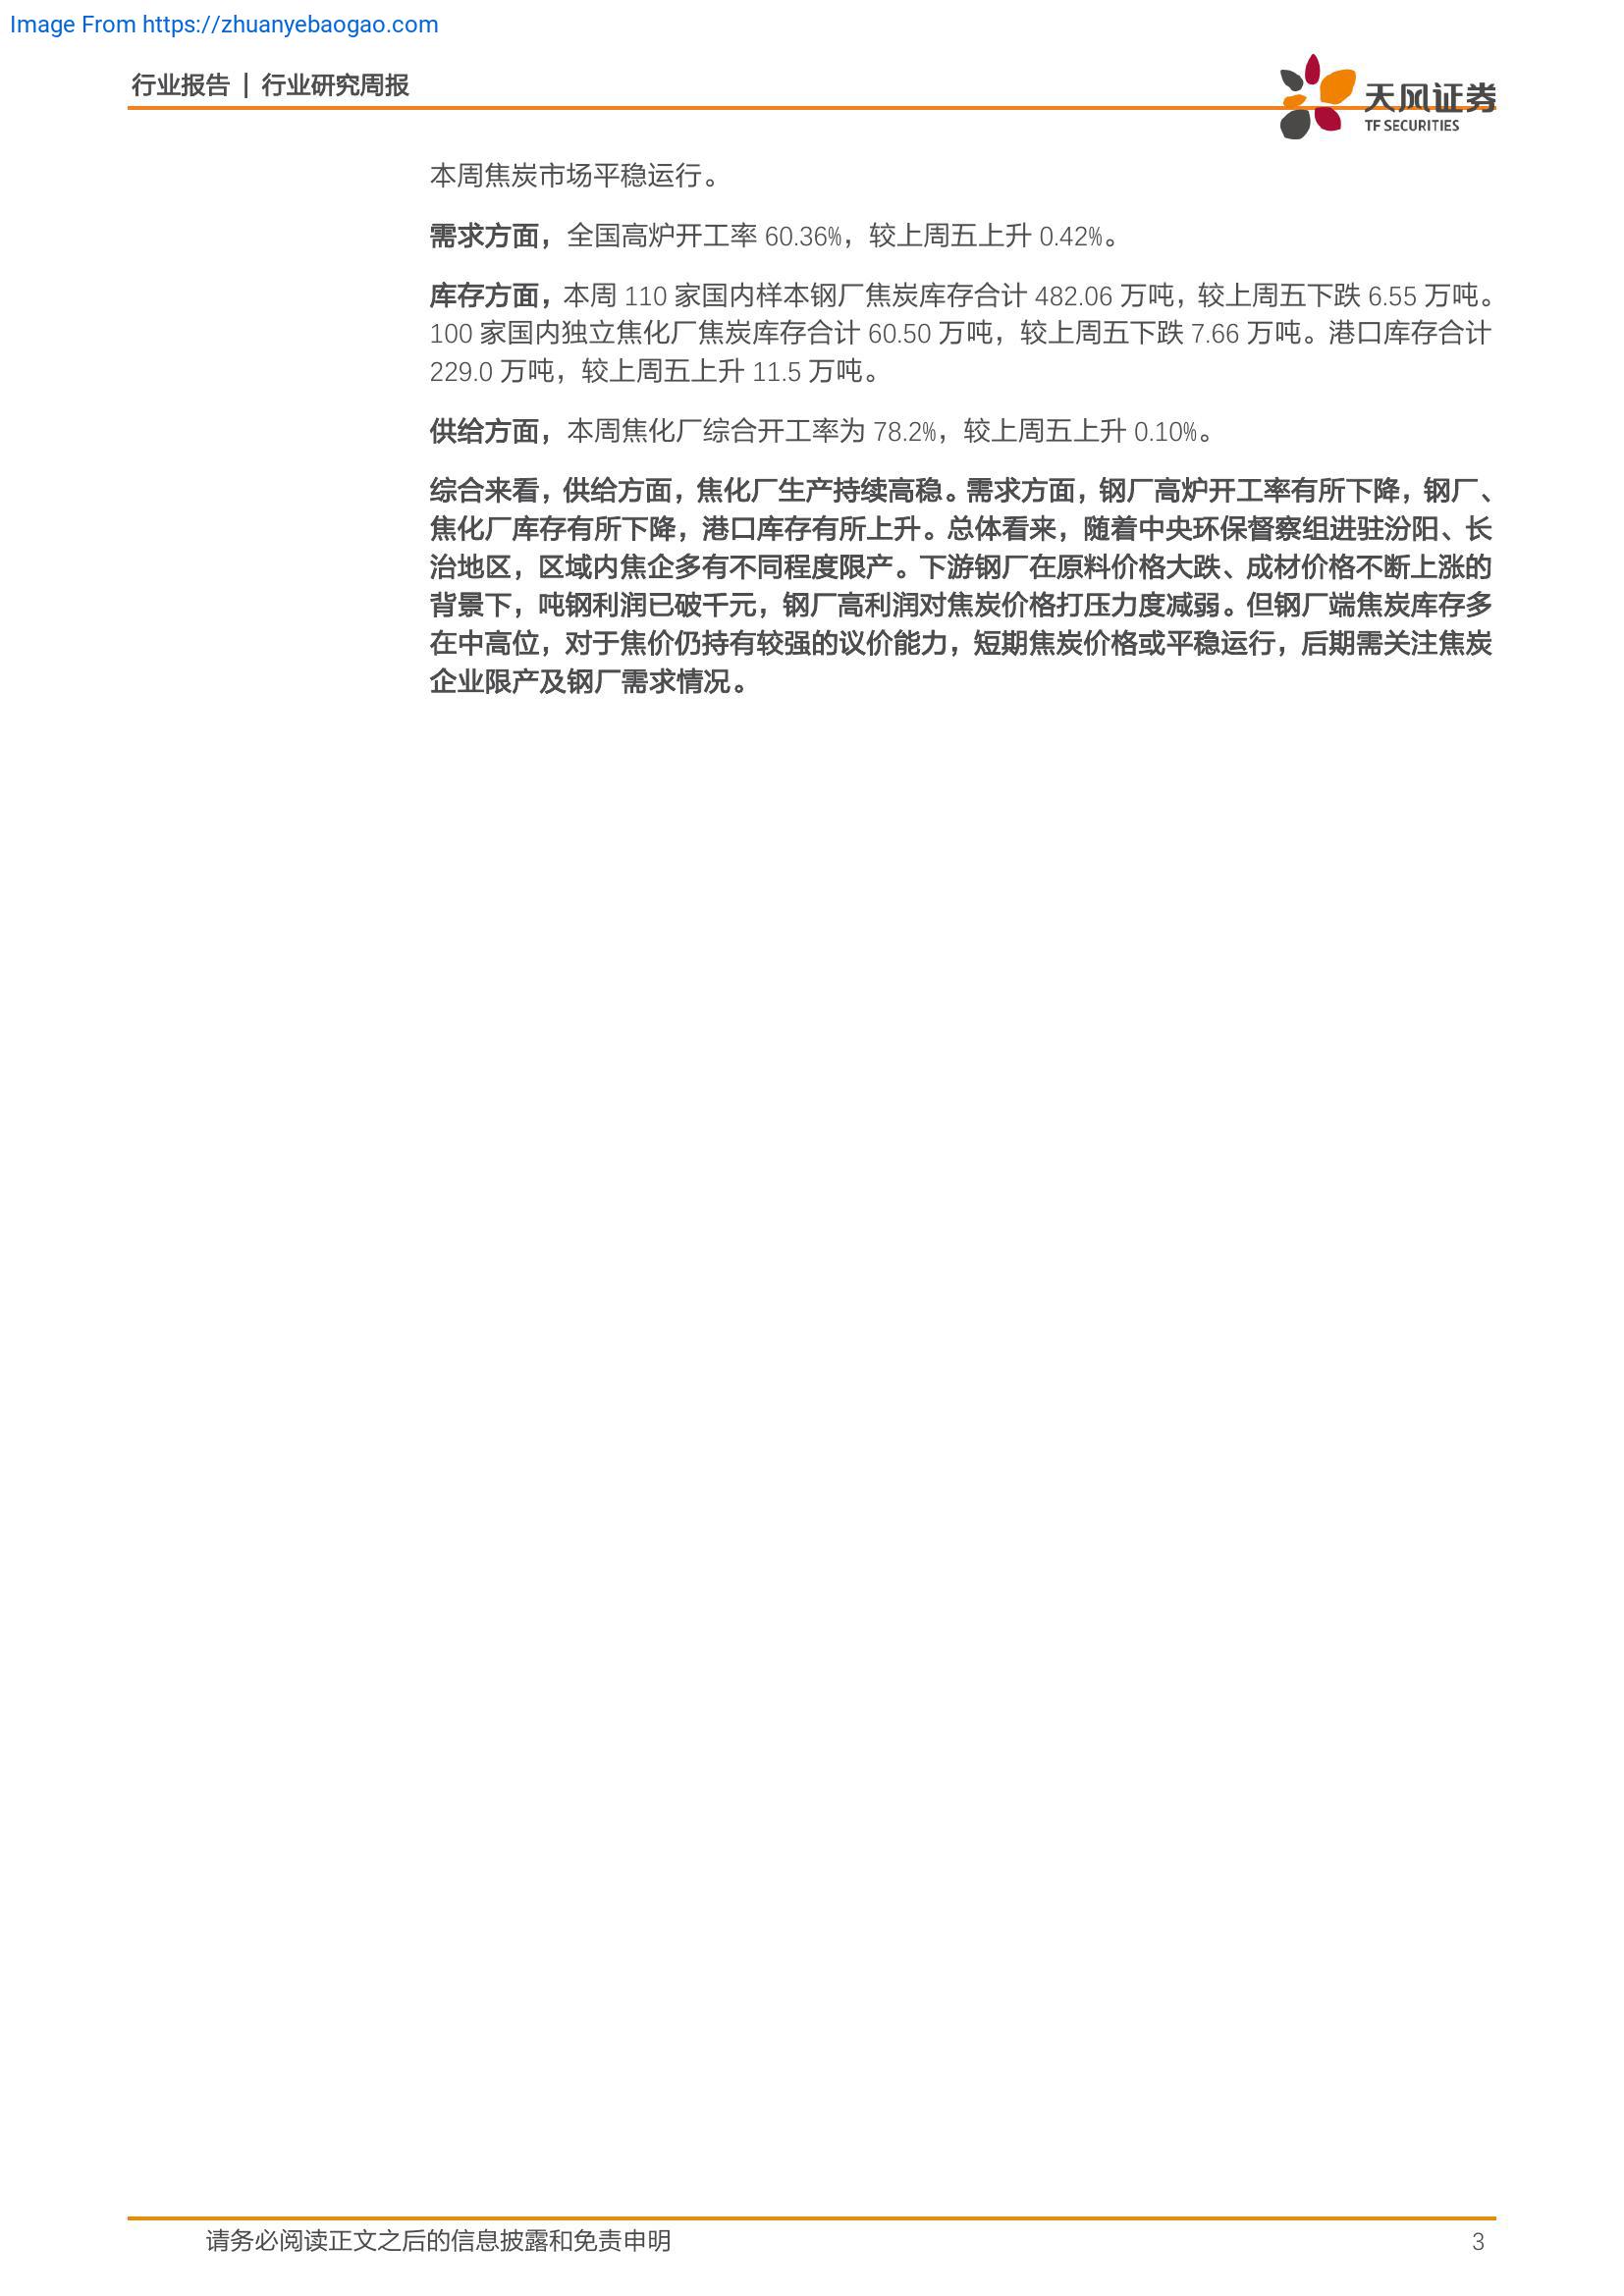 Image From https://zhuanyebaogao.com
行业报告 | 行业研究周报
天风证券
TF SECURITIES
本周焦炭市场平稳运行。
需求方面，全国高炉开工率 60.36%，较上周五上升 0.42%。
库存方面，本周 110 家国内样本钢厂焦炭库存合计 482.06 万吨，较上周五下跌 6.55 万吨。
100 家国内独立焦化厂焦炭库存合计 60.50 万吨，较上周五下跌 7.66 万吨。港口库存合计
229.0 万吨，较上周五上升 11.5 万吨。
供给方面，本周焦化厂综合开工率为 78.2%，较上周五上升 0.10%。
综合来看，供给方面，焦化厂生产持续高稳。需求方面，钢厂高炉开工率有所下降，钢厂、
焦化厂库存有所下降，港口库存有所上升。总体看来，随着中央环保督察组进驻汾阳、长
治地区，区域内焦企多有不同程度限产。下游钢厂在原料价格大跌、成材价格不断上涨的
背景下，吨钢利润已破千元，钢厂高利润对焦炭价格打压力度减弱。但钢厂端焦炭库存多
在中高位，对于焦价仍持有较强的议价能力，短期焦炭价格或平稳运行，后期需关注焦炭
企业限产及钢厂需求情况。
请务必阅读正文之后的信息披露和免责申明
3